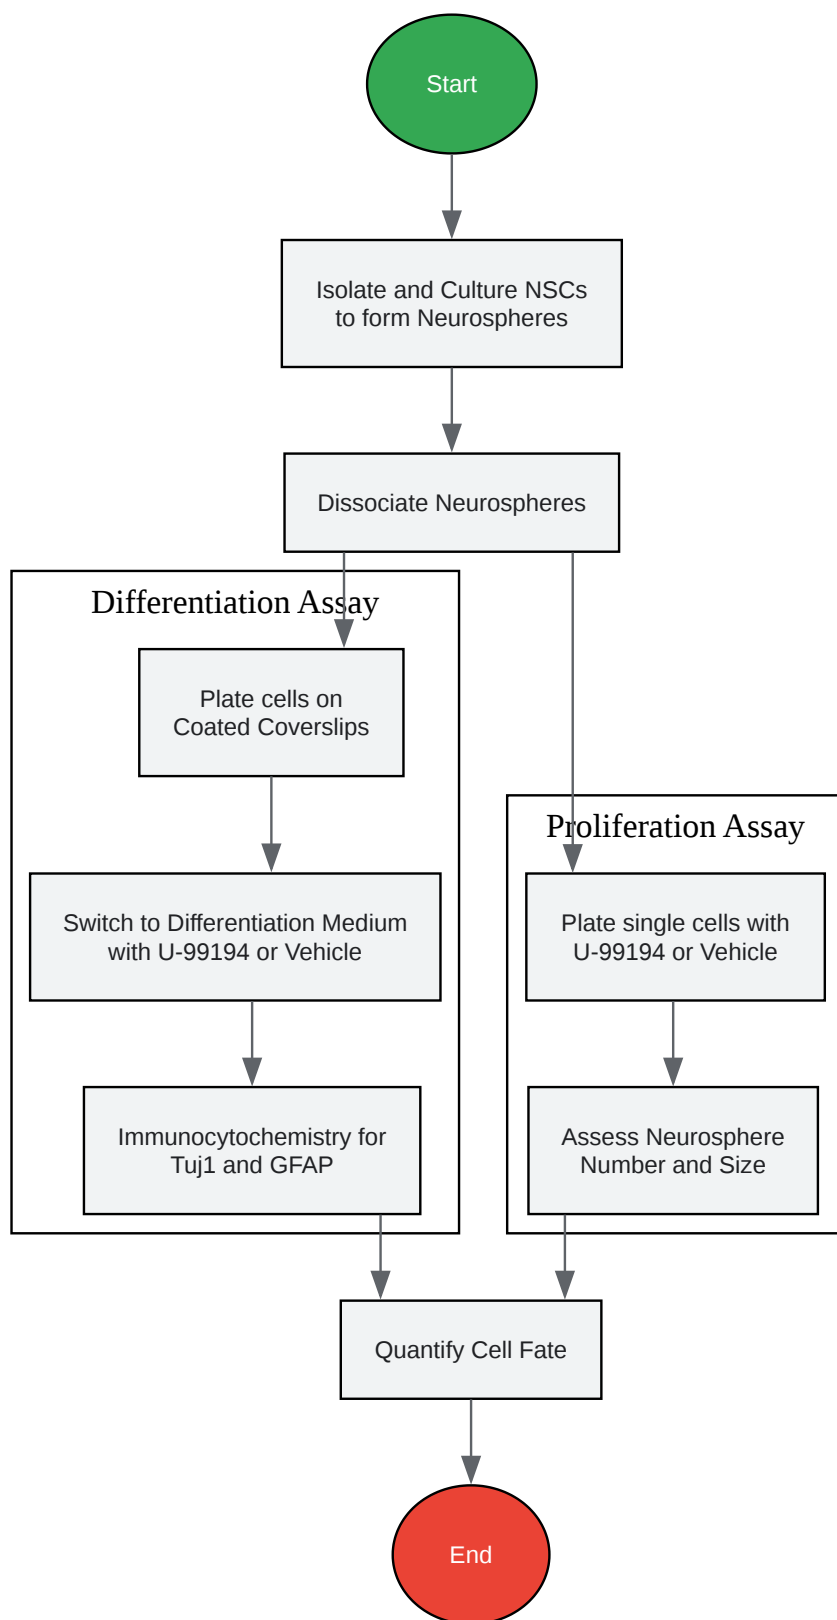 Start
Isolate and Culture NSCs
to form Neurospheres
Dissociate Neurospheres
Differentiation Assay
Plate cells on
Coated Coverslips
Switch to Differentiation Medium
with U-99194 or Vehicle
Immunocytochemistry for
Tuj1 and GFAP
Proliferation Assay
Plate single cells with
U-99194 or Vehicle
Assess Neurosphere
Number and Size
Quantify Cell Fate
End